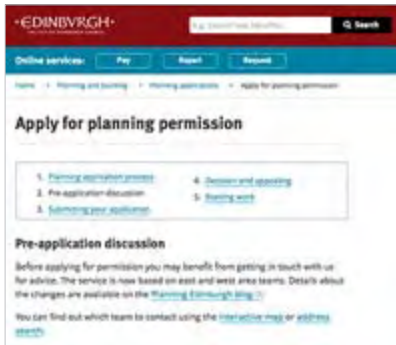 ·EDINBVRGH·
THE CITY OF EDINBURGH COUNCIL
Search
Online services: Pay Report Request
Home > Planning and building > Planning applications > Apply for planning permission
Apply for planning permission
1. Planning application process
2. Pre-application discussion
3. Submitting your application
4. Decision and appealing
5. Starting work
Pre-application discussion
Before applying for permission you may benefit from getting in touch with us
for advice. The service is now based on east and west area teams. Details about
the changes are available on the Planning Edinburgh blog
You can find out which team to contact using the interactive map or address
search.